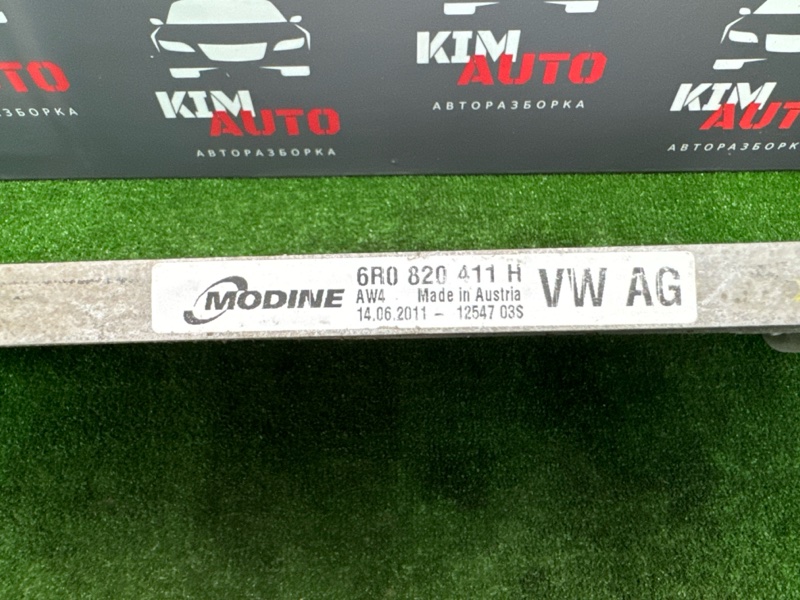 KIM
AUTO
АВТОРАЗБОРКА
KIM
AUTO
АВТОРАЗБОРКА
KIM
AUTO
АВТОРАЗБОРКА
MODINE
6R0 820 411 H
AW4 Made in Austria
14.06.2011 – 12547 03S
VW AG